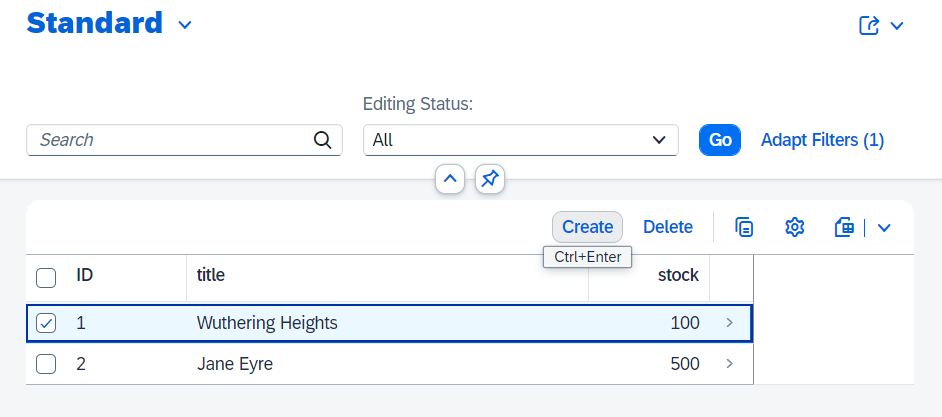 Standard
Editing Status:
Search
All
Go
Adapt Filters (1)
Create
Delete
Ctrl+Enter
ID title stock
1 Wuthering Heights 100
2 Jane Eyre 500